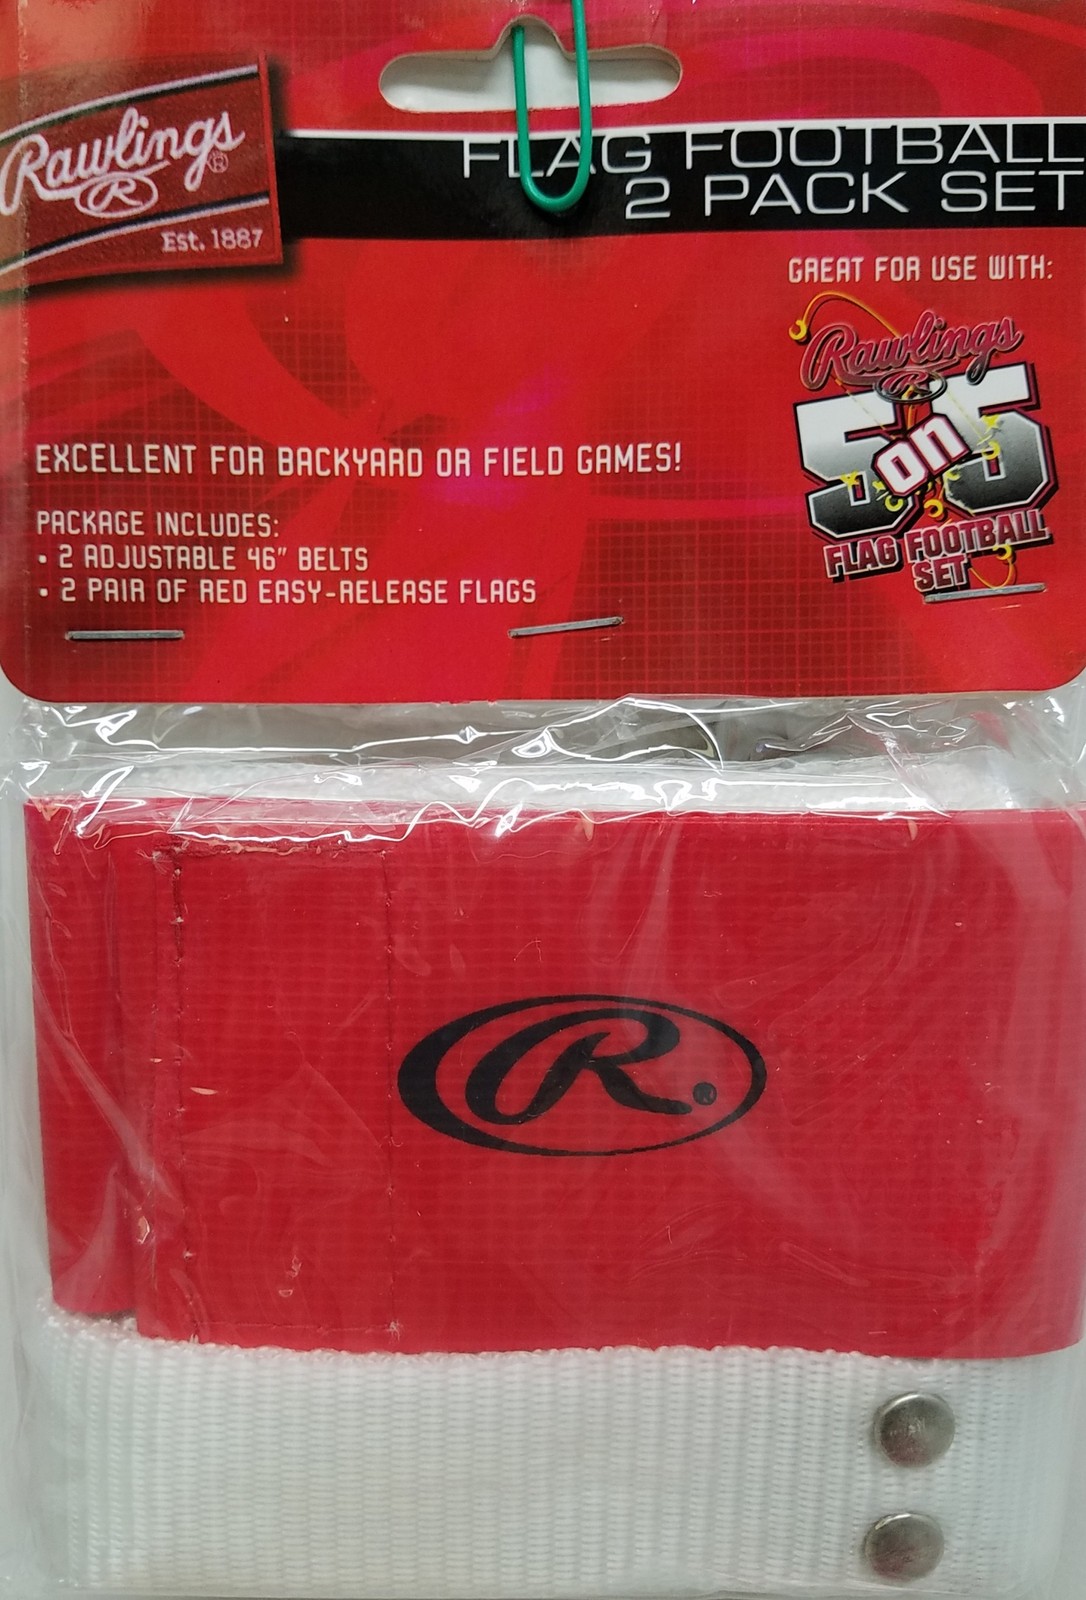 Rawlings®
R
Est. 1887
FLAG FOOTBALL
2 PACK SET
GREAT FOR USE WITH:
Rawlings
R
5 on 5
FLAG FOOTBALL
SET
EXCELLENT FOR BACKYARD OR FIELD GAMES!
PACKAGE INCLUDES:
• 2 ADJUSTABLE 46" BELTS
• 2 PAIR OF RED EASY-RELEASE FLAGS
R®